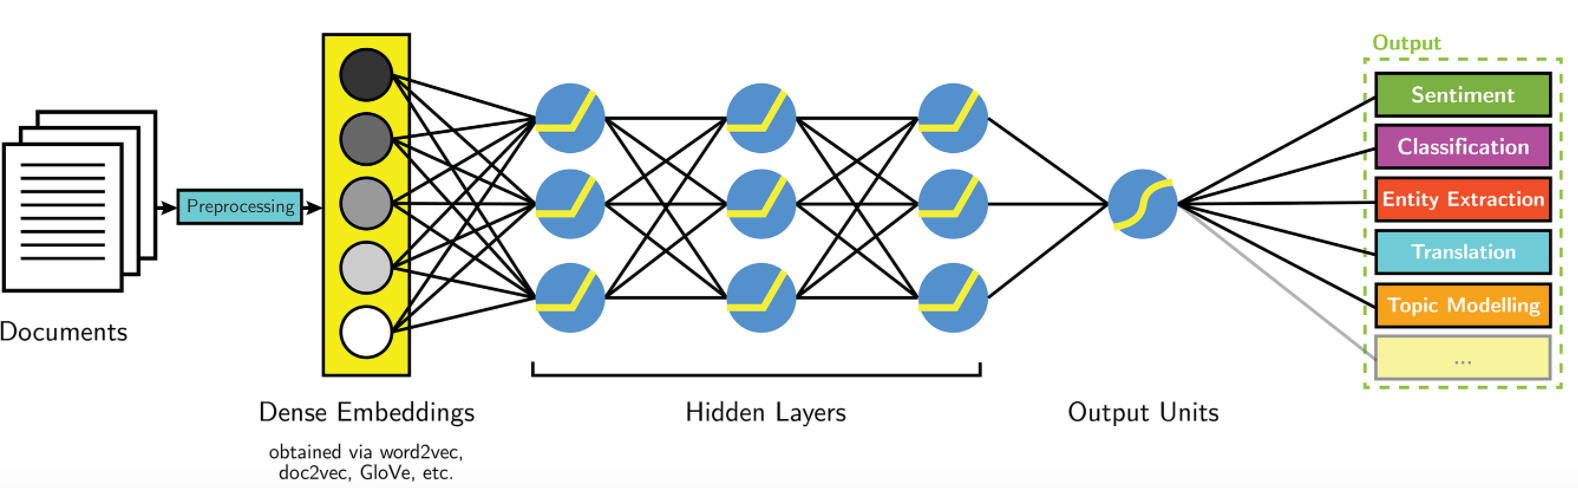 Documents
Preprocessing
Dense Embeddings
obtained via word2vec,
doc2vec, GloVe, etc.
Hidden Layers
Output Units
Output
Sentiment
Classification
Entity Extraction
Translation
Topic Modelling
...